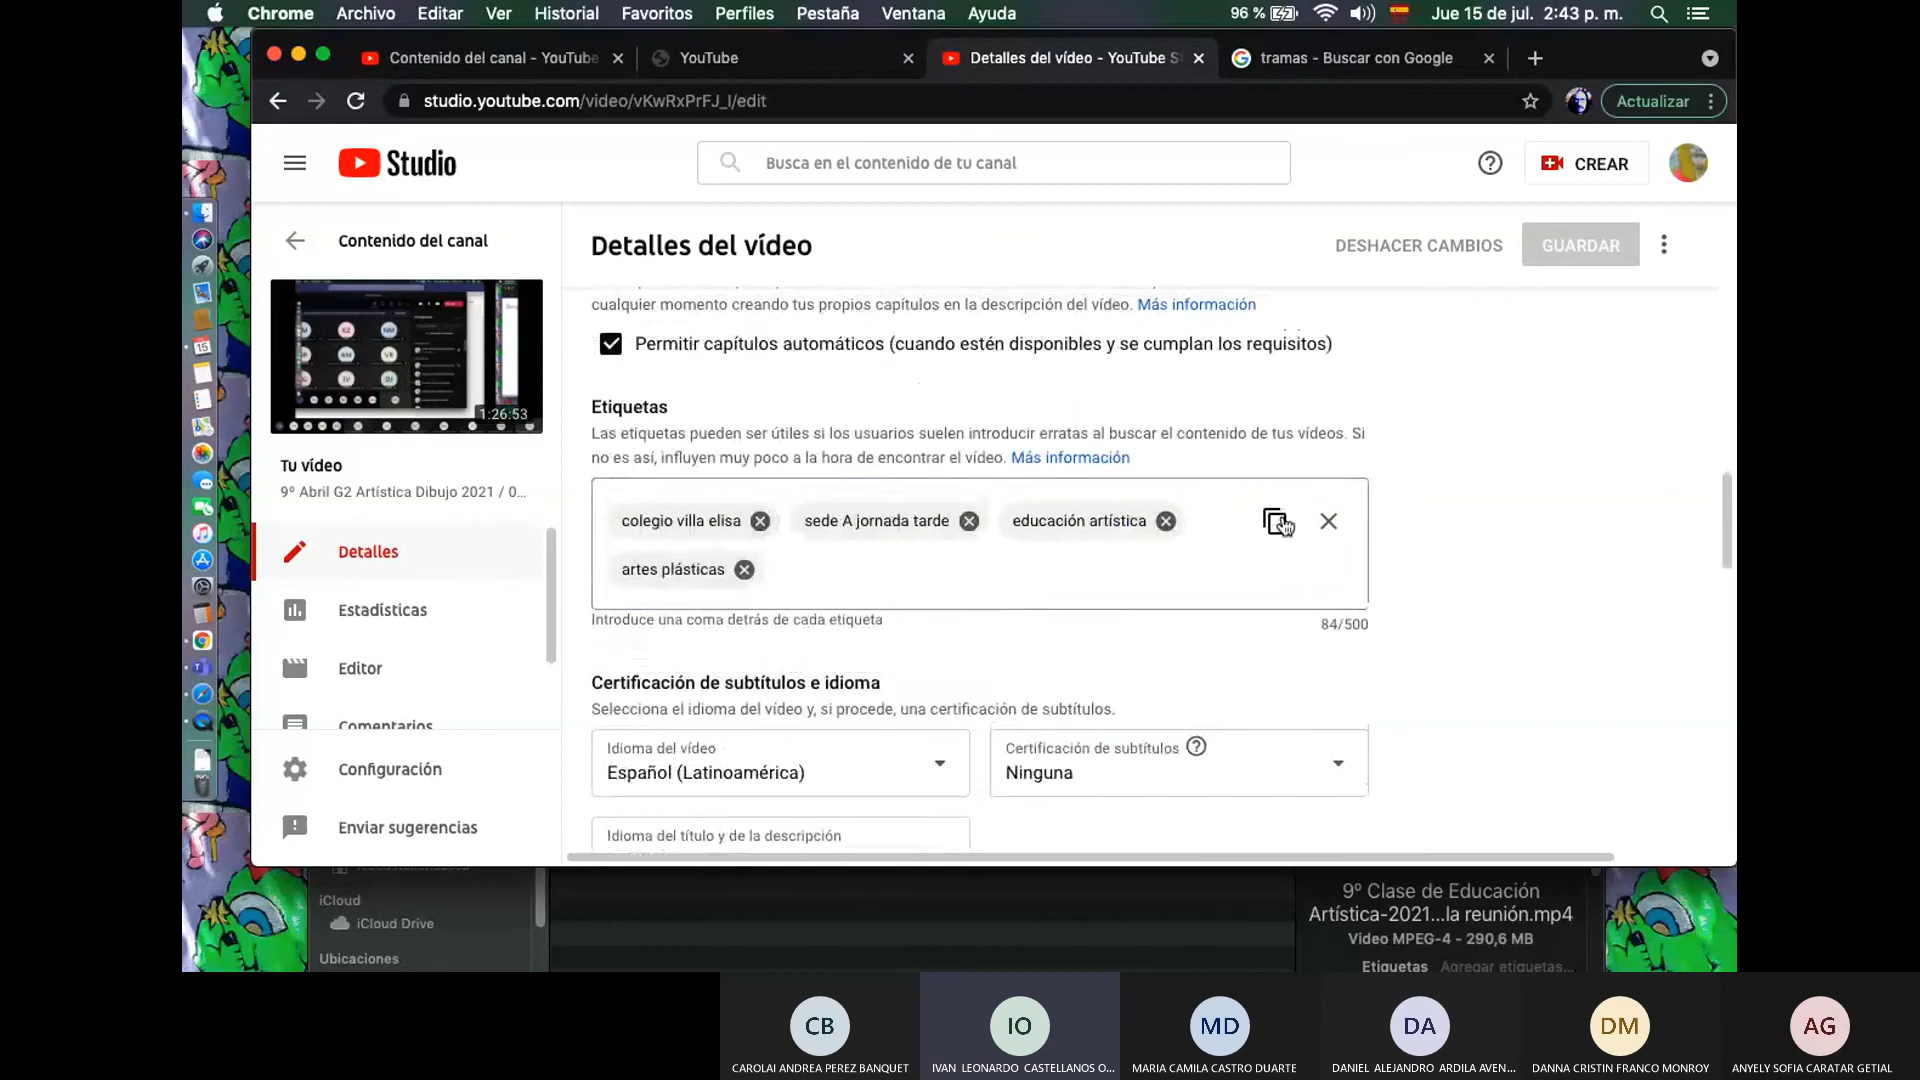 Chrome Archivo Editar Ver Historial Favoritos Perfiles Pestaña Ventana Ayuda 96 % Jue 15 de jul. 2:43 p. m.
Contenido del canal - YouTube YouTube Detalles del vídeo - YouTube S tramas - Buscar con Google
studio.youtube.com/video/vKwRxPrFJ_I/edit Actualizar
Studio Busca en el contenido de tu canal CREAR
Contenido del canal
Detalles del vídeo DESHACER CAMBIOS GUARDAR
cualquier momento creando tus propios capítulos en la descripción del vídeo. Más información
Permitir capítulos automáticos (cuando estén disponibles y se cumplan los requisitos)
1:26:53
Tu vídeo
9º Abril G2 Artística Dibujo 2021 / 0...
Detalles
Estadísticas
Editor
Comentarios
Configuración
Enviar sugerencias
Etiquetas
Las etiquetas pueden ser útiles si los usuarios suelen introducir erratas al buscar el contenido de tus vídeos. Si
no es así, influyen muy poco a la hora de encontrar el vídeo. Más información
colegio villa elisa sede A jornada tarde educación artística
artes plásticas
Introduce una coma detrás de cada etiqueta
84/500
Certificación de subtítulos e idioma
Selecciona el idioma del vídeo y, si procede, una certificación de subtítulos.
Idioma del vídeo
Español (Latinoamérica)
Certificación de subtítulos
Ninguna
Idioma del título y de la descripción
iCloud
iCloud Drive
Ubicaciones
9º Clase de Educación
Artística-2021...la reunión.mp4
Video MPEG-4 - 290,6 MB
Etiquetas Agregar etiquetas...
CB IO MD DA DM AG
CAROLAI ANDREA PEREZ BANQUET IVAN LEONARDO CASTELLANOS O... MARIA CAMILA CASTRO DUARTE DANIEL ALEJANDRO ARDILA AVEN... DANNA CRISTIN FRANCO MONROY ANYELY SOFIA CARATAR GETIAL